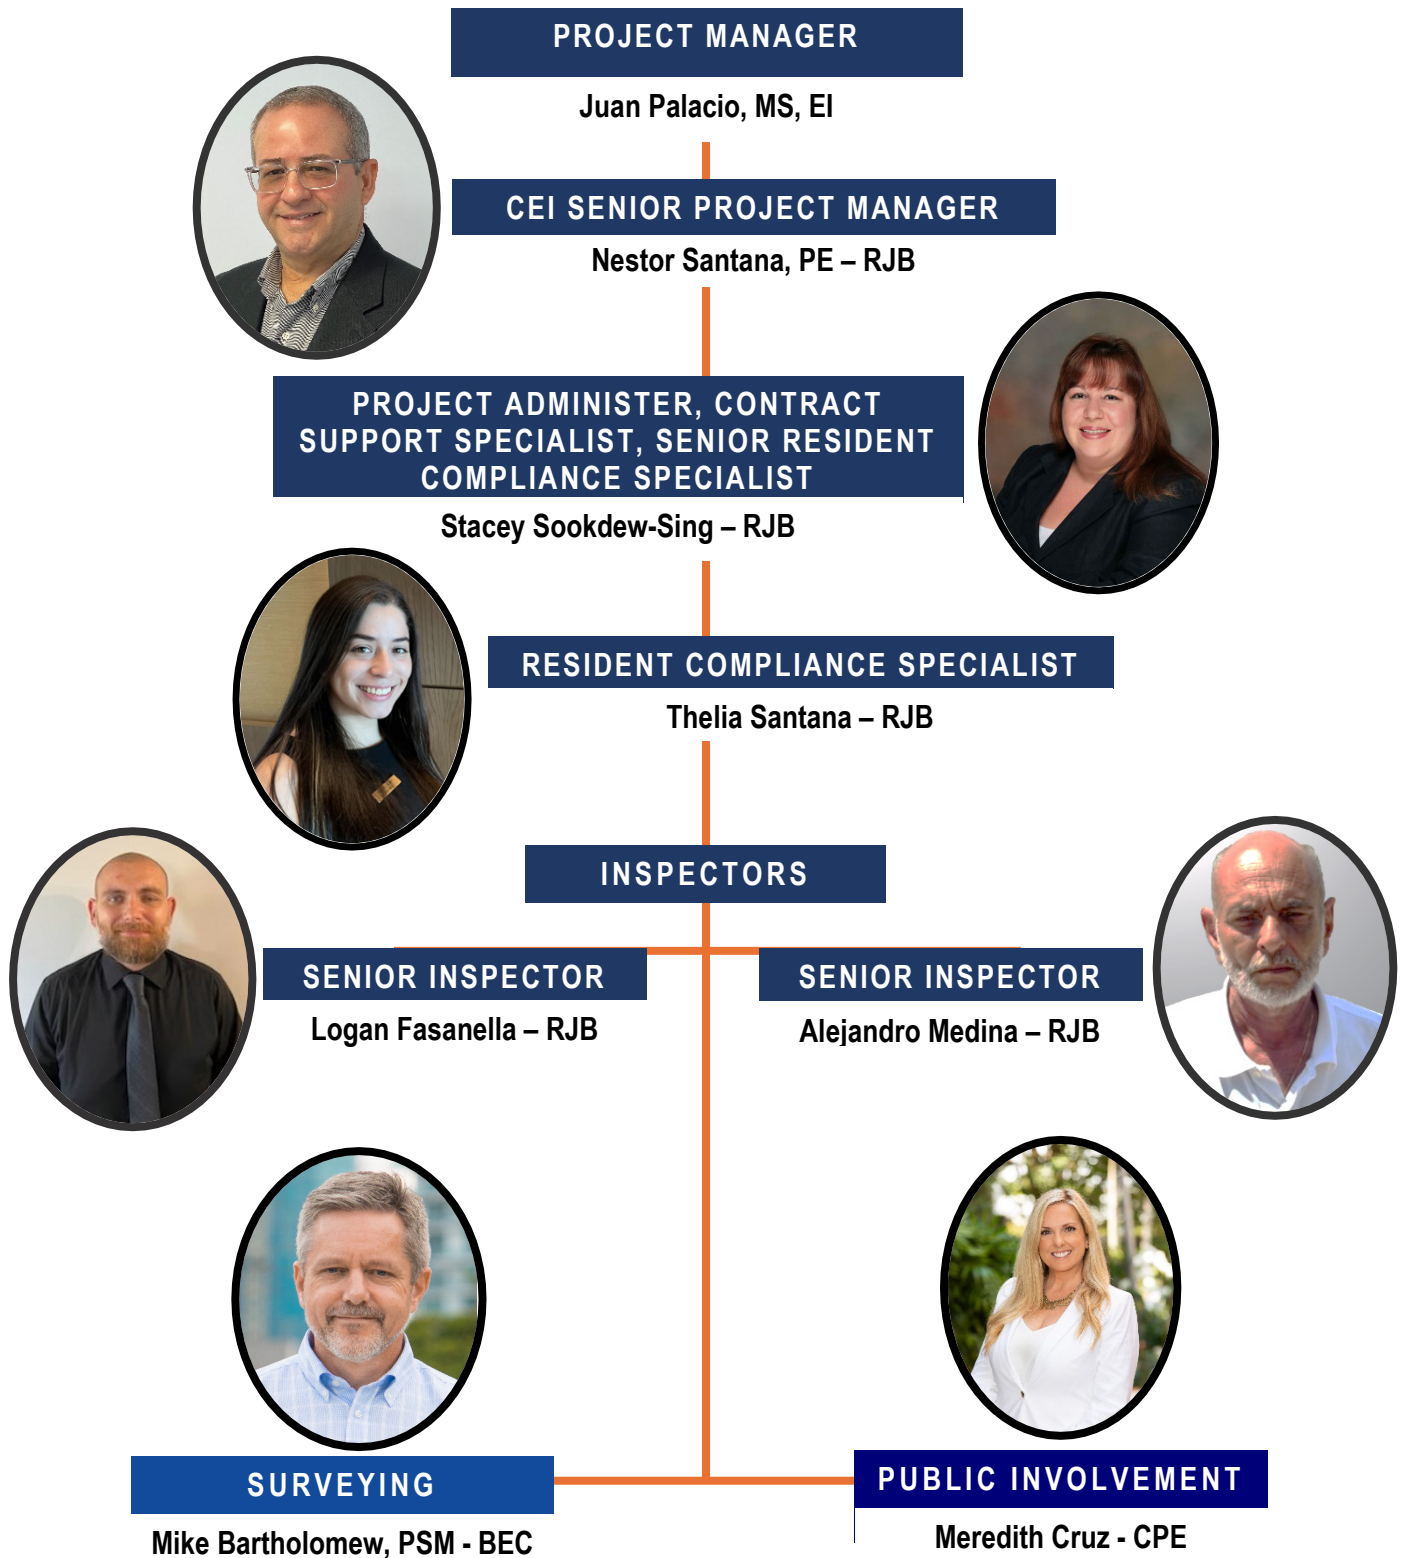 PROJECT MANAGER
Juan Palacio, MS, EI
CEI SENIOR PROJECT MANAGER
Nestor Santana, PE – RJB
PROJECT ADMINISTER, CONTRACT
SUPPORT SPECIALIST, SENIOR RESIDENT
COMPLIANCE SPECIALIST
Stacey Sookdew-Sing – RJB
RESIDENT COMPLIANCE SPECIALIST
Thelia Santana – RJB
INSPECTORS
SENIOR INSPECTOR
Logan Fasanella – RJB
SENIOR INSPECTOR
Alejandro Medina – RJB
SURVEYING
Mike Bartholomew, PSM - BEC
PUBLIC INVOLVEMENT
Meredith Cruz - CPE